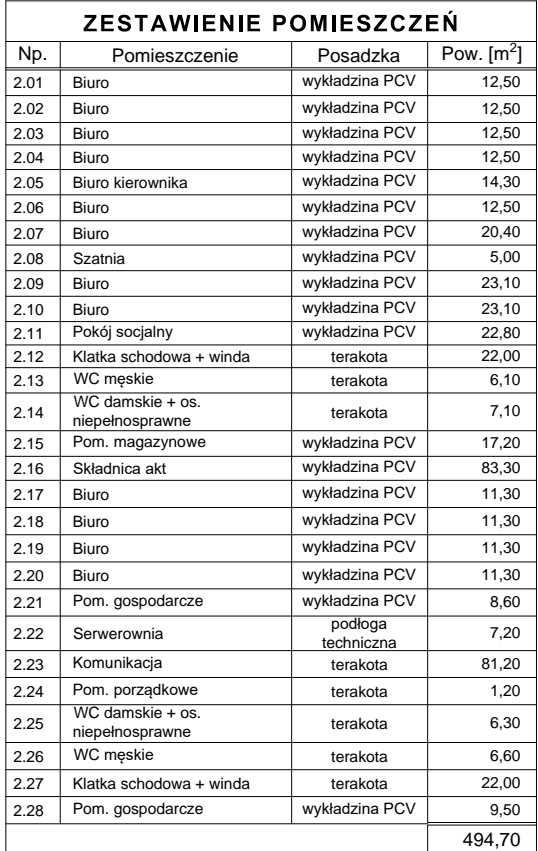 ZESTAWIENIE POMIESZCZEŃ
Np. Pomieszczenie Posadzka Pow. [m²]
2.01 Biuro wykładzina PCV 12,50
2.02 Biuro wykładzina PCV 12,50
2.03 Biuro wykładzina PCV 12,50
2.04 Biuro wykładzina PCV 12,50
2.05 Biuro kierownika wykładzina PCV 14,30
2.06 Biuro wykładzina PCV 12,50
2.07 Biuro wykładzina PCV 20,40
2.08 Szatnia wykładzina PCV 5,00
2.09 Biuro wykładzina PCV 23,10
2.10 Biuro wykładzina PCV 23,10
2.11 Pokój socjalny wykładzina PCV 22,80
2.12 Klatka schodowa + winda terakota 22,00
2.13 WC męskie terakota 6,10
2.14 WC damskie + os.
niepełnosprawne terakota 7,10
2.15 Pom. magazynowe wykładzina PCV 17,20
2.16 Składnica akt wykładzina PCV 83,30
2.17 Biuro wykładzina PCV 11,30
2.18 Biuro wykładzina PCV 11,30
2.19 Biuro wykładzina PCV 11,30
2.20 Biuro wykładzina PCV 11,30
2.21 Pom. gospodarcze wykładzina PCV 8,60
2.22 Serwerownia podłoga
techniczna 7,20
2.23 Komunikacja terakota 81,20
2.24 Pom. porządkowe terakota 1,20
2.25 WC damskie + os.
niepełnosprawne terakota 6,30
2.26 WC męskie terakota 6,60
2.27 Klatka schodowa + winda terakota 22,00
2.28 Pom. gospodarcze wykładzina PCV 9,50
494,70